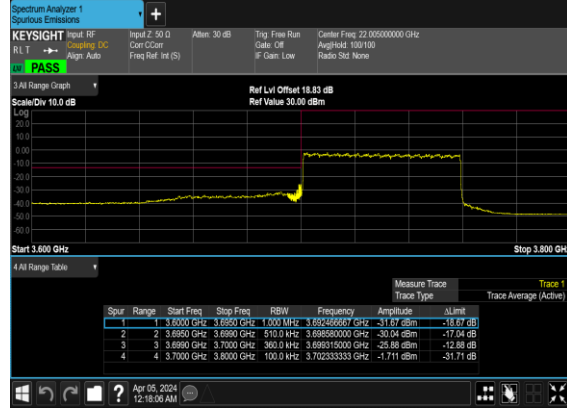 Spectrum Analyzer 1
Spurious Emissions
KEYSIGHT Input: RF Input Z: 50 Ω Atten: 30 dB Trig: Free Run Center Freq: 22.005000000 GHz
RLT Coupling: DC Corr CCorr Gate: Off Avg|Hold: 100/100
Align: Auto Freq Ref: Int (S) IF Gain: Low Radio Std: None
LW PASS
3 All Range Graph
Ref Lvl Offset 18.83 dB
Scale/Div 10.0 dB Ref Value 30.00 dBm
Log
20.0
10.0
0.00
-10.0
-20.0
-30.0
-40.0
-50.0
-60.0
Start 3.600 GHz Stop 3.800 GHz
4 All Range Table
Measure Trace Trace 1
Trace Type Trace Average (Active)
Spur Range Start Freq Stop Freq RBW Frequency Amplitude ΔLimit
1 1 3.6000 GHz 3.6950 GHz 1.000 MHz 3.692466667 GHz -31.67 dBm -18.67 dB
2 2 3.6950 GHz 3.6990 GHz 510.0 kHz 3.698580000 GHz -30.04 dBm -17.04 dB
3 3 3.6990 GHz 3.7000 GHz 360.0 kHz 3.699315000 GHz -25.88 dBm -12.88 dB
4 4 3.7000 GHz 3.8000 GHz 100.0 kHz 3.702333333 GHz -1.711 dBm -31.71 dB
Apr 05, 2024
12:18:06 AM